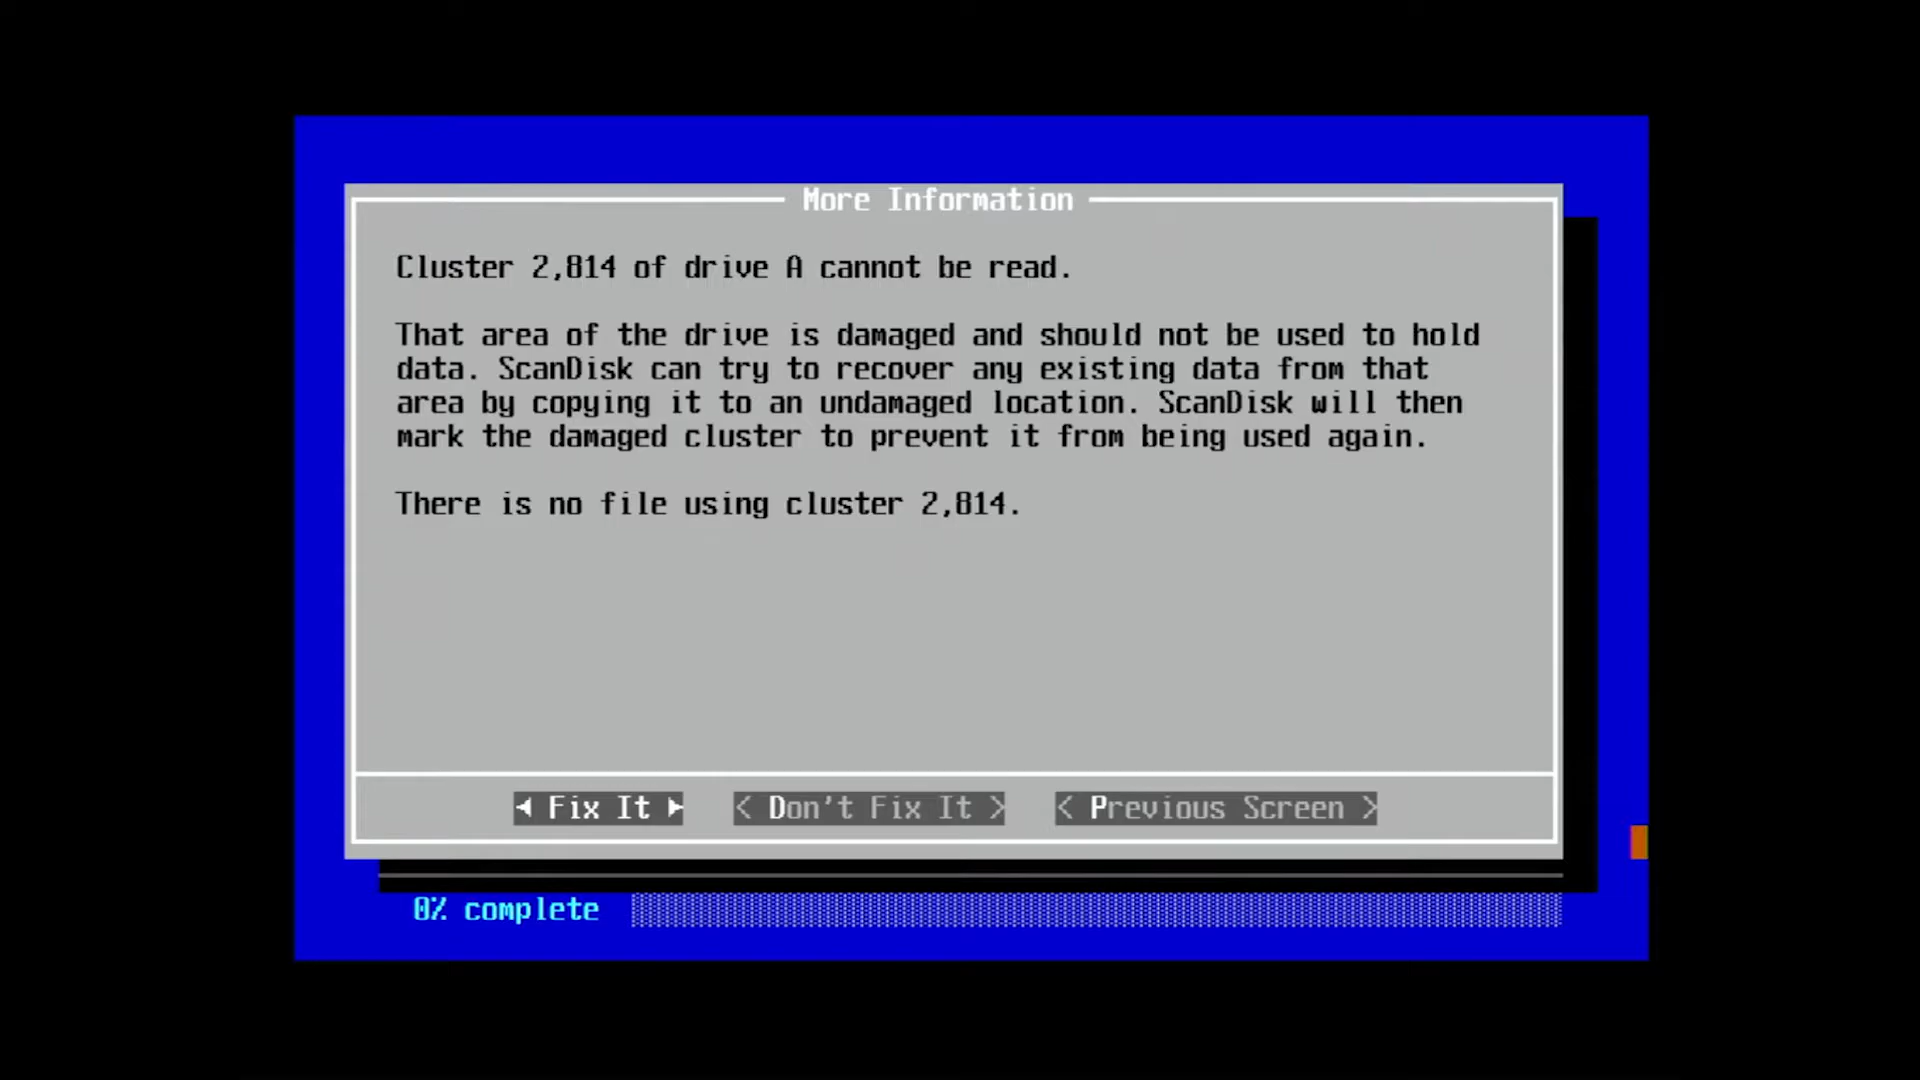 More Information
Cluster 2,814 of drive A cannot be read.
That area of the drive is damaged and should not be used to hold
data. ScanDisk can try to recover any existing data from that
area by copying it to an undamaged location. ScanDisk will then
mark the damaged cluster to prevent it from being used again.
There is no file using cluster 2,814.
◄ Fix It ► < Don't Fix It > < Previous Screen >
0% complete